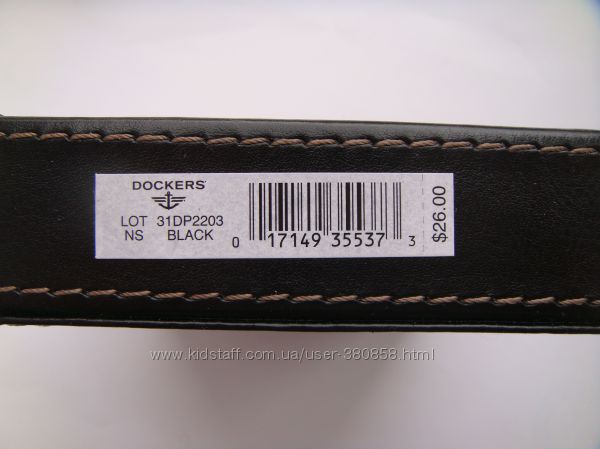 DOCKERS
LOT 31DP2203
NS BLACK
0 17149 35537 3
$26.00
www.kidstaff.com.ua/user-380858.html